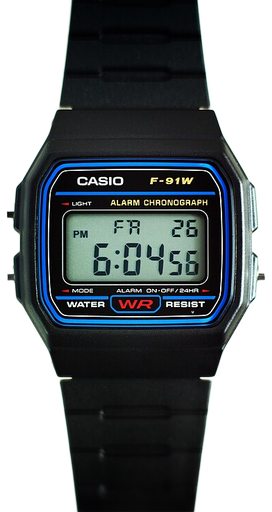 CASIO F-91W
LIGHT ALARM CHRONOGRAPH
FR 26
PM 6:04 56
MODE ALARM ON·OFF/24HR
WATER WR RESIST